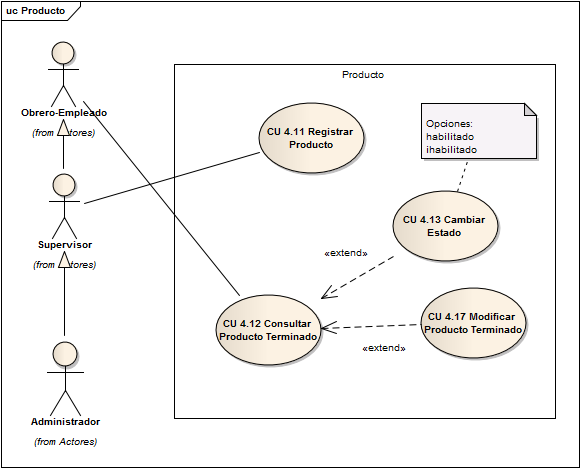 uc Producto
Producto
Obrero-Empleado
(from Actores)
CU 4.11 Registrar
Producto
Opciones:
habilitado
ihabilitado
Supervisor
(from Actores)
CU 4.13 Cambiar
Estado
«extend»
CU 4.12 Consultar
Producto Terminado
CU 4.17 Modificar
Producto Terminado
«extend»
Administrador
(from Actores)